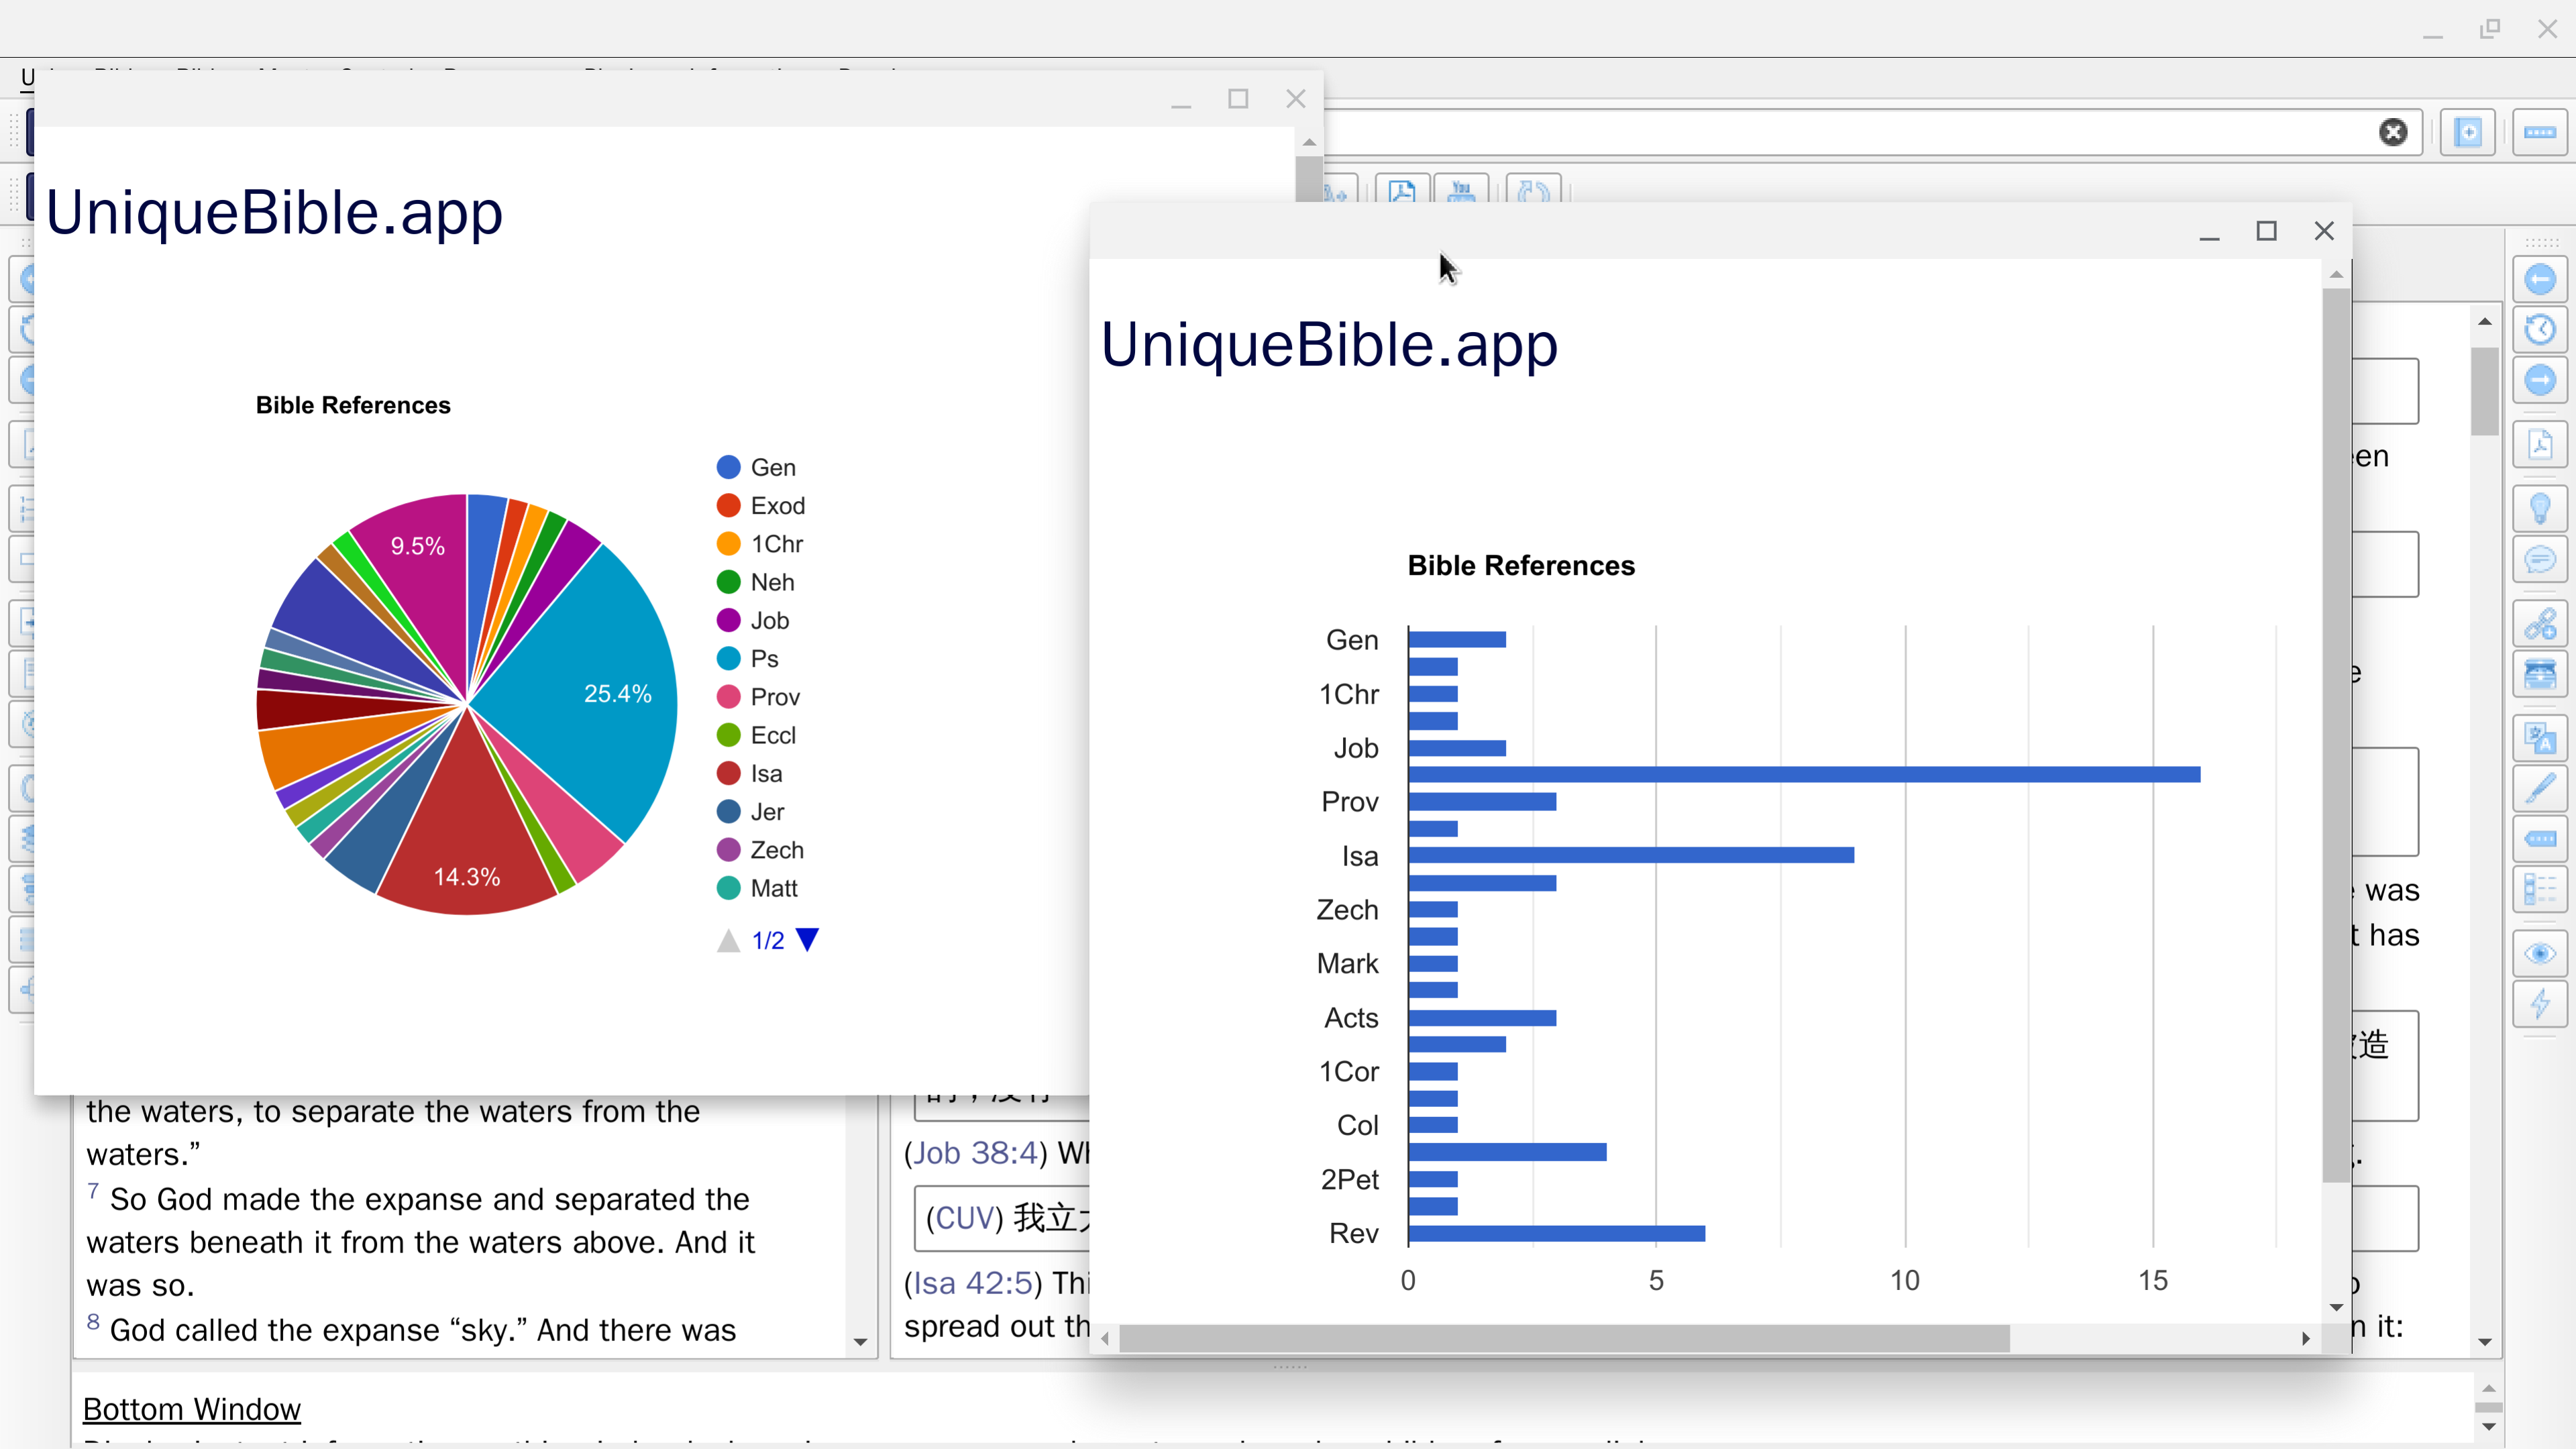 UniqueBible.app
Bible References
9.5%
25.4%
14.3%
Gen
Exod
1Chr
Neh
Job
Ps
Prov
Eccl
Isa
Jer
Zech
Matt
1/2
UniqueBible.app
Bible References
Gen
1Chr
Job
Prov
Isa
Zech
Mark
Acts
1Cor
Col
2Pet
Rev
0 5 10 15
You
was
has
造
the waters, to separate the waters from the
waters.”
7 So God made the expanse and separated the
waters beneath it from the waters above. And it
was so.
8 God called the expanse “sky.” And there was
(Job 38:4)
(CUV) 我立
(Isa 42:5)
spread out
it:
Bottom Window